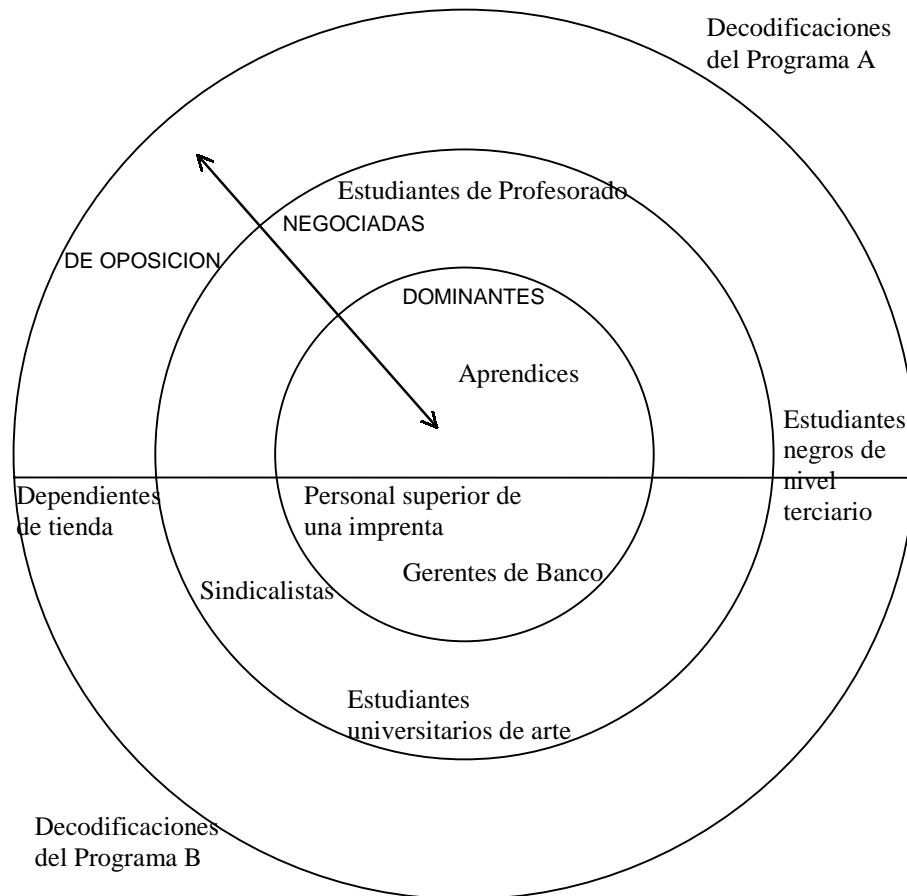 Decodificaciones
del Programa A
Estudiantes de Profesorado
NEGOCIADAS
DE OPOSICION
DOMINANTES
Aprendices
Estudiantes
negros de
nivel
terciario
Dependientes
de tienda
Personal superior de
una imprenta
Gerentes de Banco
Sindicalistas
Estudiantes
universitarios de arte
Decodificaciones
del Programa B